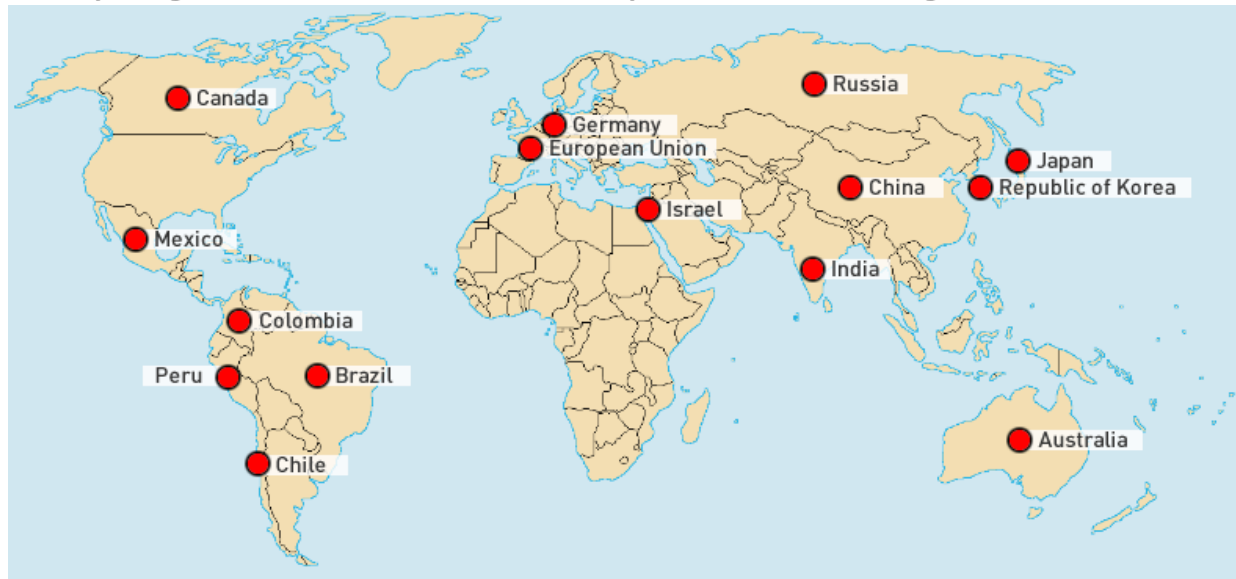 Canada
Russia
Germany
European Union
Japan
China
Republic of Korea
Israel
Mexico
India
Colombia
Peru
Brazil
Australia
Chile